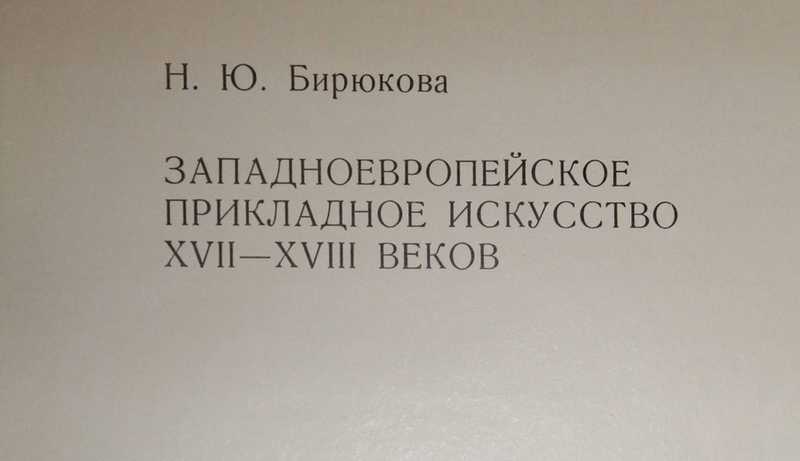 Н. Ю. Бирюкова
ЗАПАДНОЕВРОПЕЙСКОЕ
ПРИКЛАДНОЕ ИСКУССТВО
XVII—XVIII ВЕКОВ